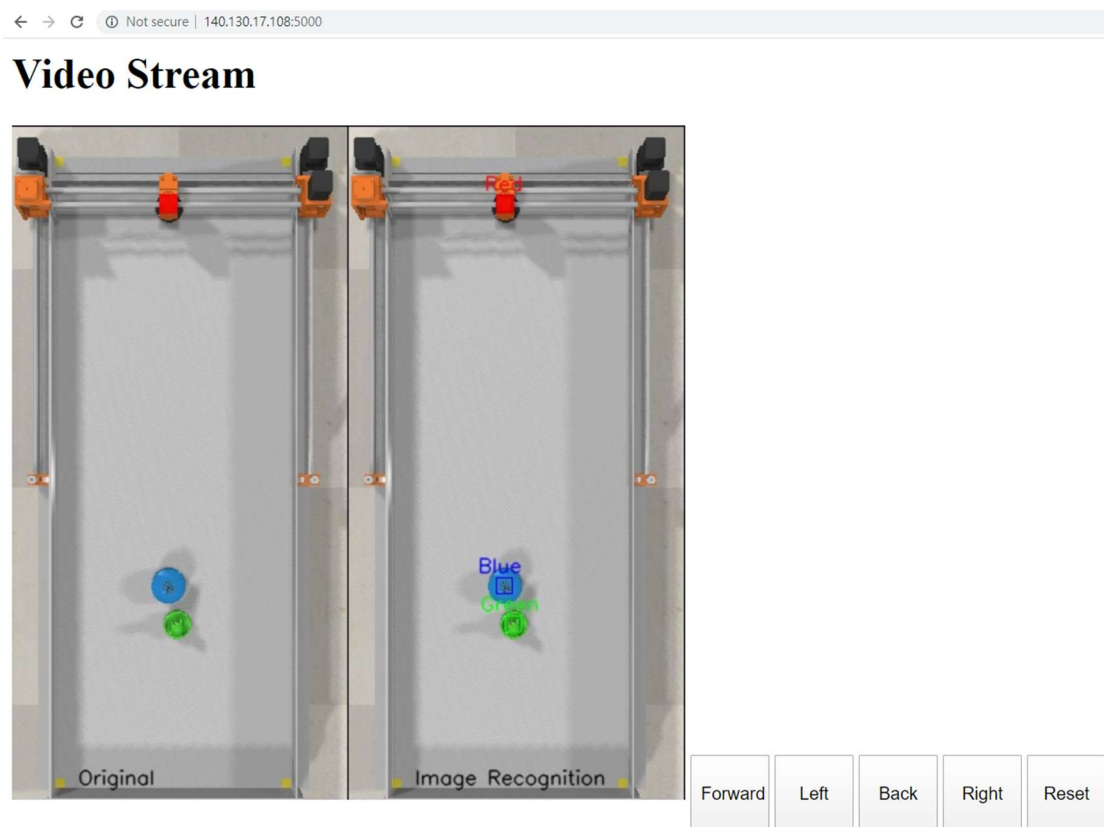 Not secure | 140.130.17.108:5000
Video Stream
Red
Blue
Green
Original
Image Recognition
Forward Left Back Right Reset